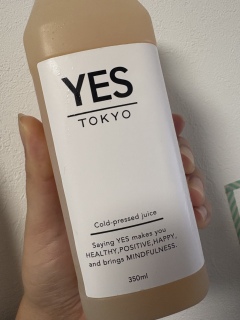 YES
TOKYO
Cold-pressed juice
Saying YES makes you
HEALTHY,POSITIVE,HAPPY,
and brings MINDFULNESS.
350ml